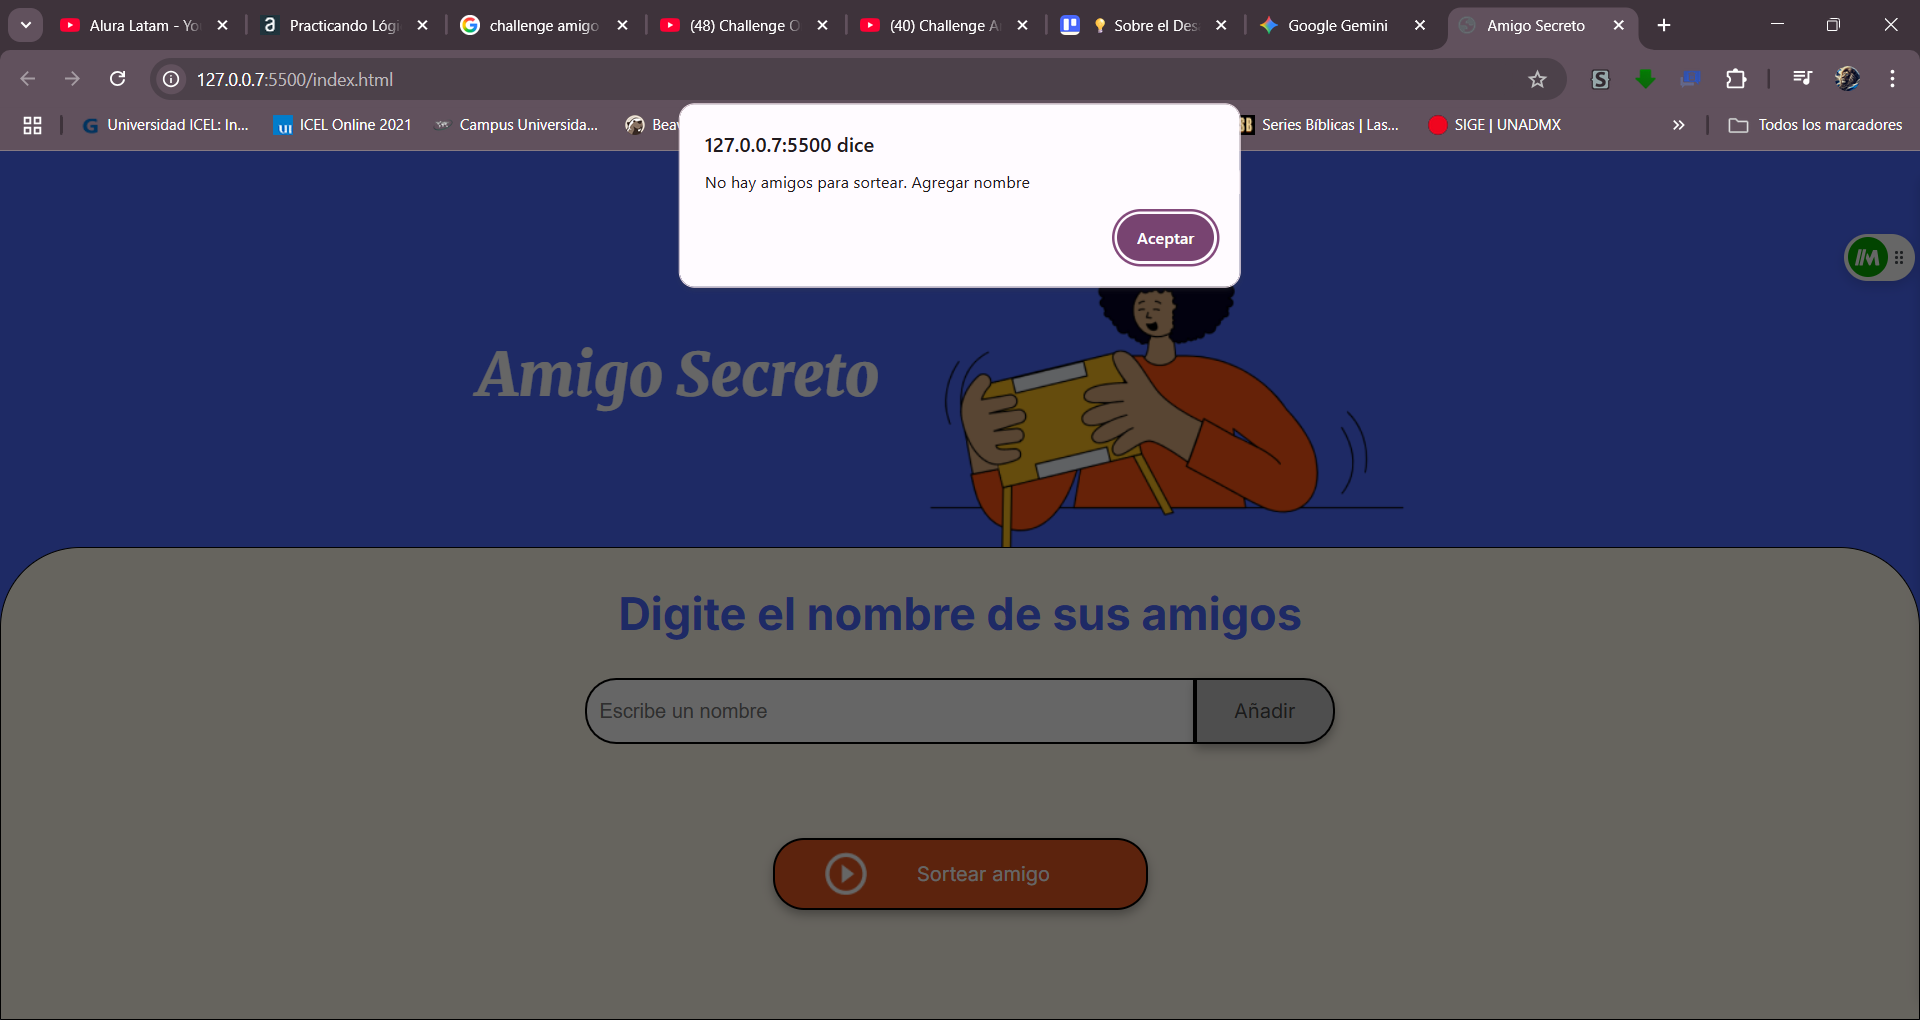 Alura Latam - Yo
Practicando Lógi
challenge amigo
(48) Challenge O
(40) Challenge A
Sobre el Des
Google Gemini
Amigo Secreto
127.0.0.7:5500/index.html
Universidad ICEL: In...
ICEL Online 2021
Campus Universida...
Bea
Series Bíblicas | Las...
SIGE | UNADMX
Todos los marcadores
127.0.0.7:5500 dice
No hay amigos para sortear. Agregar nombre
Aceptar
Amigo Secreto
Digite el nombre de sus amigos
Escribe un nombre
Añadir
Sortear amigo